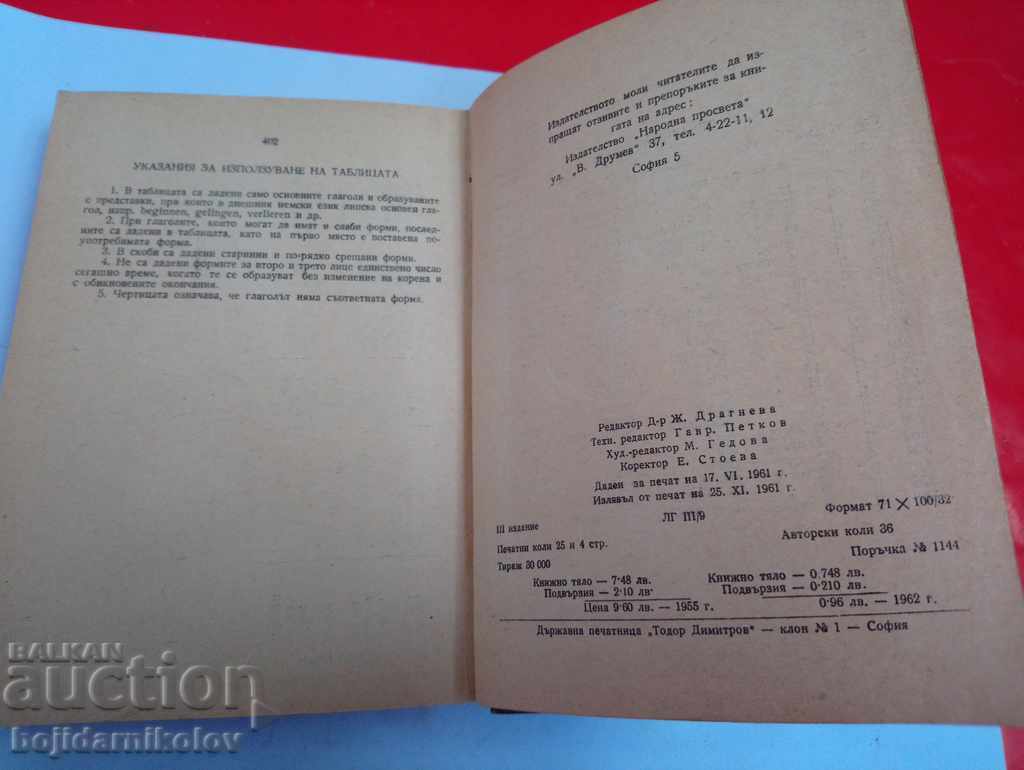 402
УКАЗАНИЯ ЗА ИЗПОЛЗУВАНЕ НА ТАБЛИЦАТА
1. В таблицата са дадени само основните глаголи и образуваните
с представки, при които в днешния немски език липсва основен гла-
гол, напр. beginnen, gelingen, verlieren и др.
2. При глаголите, които могат да имат и слаби форми, послед-
ните са дадени в таблицата, като на първо място е поставена по-
употребимата форма.
3. В скоби са дадени старинни и по-рядко срещани форми.
4. Не са дадени формите за второ и трето лице единствено число
сегашно време, когато те се образуват без изменение на корена и
с обикновените окончания.
5. Чертицата означава, че глаголът няма съответната форма.
Издателството моли читателите да из-
пращат отзивите и препоръките за кни-
гата на адрес:
Издателство „Народна просвета"
ул. „В. Друмев" 37, тел. 4-22-11, 12
София 5
Редактор Д-р Ж. Драгнева
Техн. редактор Гавр. Петков
Худ.-редактор М. Гедова
Коректор Е. Стоева
Даден за печат на 17. VI. 1961 г.
Излязъл от печат на 25. XI. 1961 г.
III издание ЛГ III/9 Формат 71 × 100/32
Печатни коли 25 и 4 стр. Авторски коли 36
Тираж 30 000 Поръчка № 1144
Книжно тяло — 7·48 лв. Книжно тяло — 0.748 лв.
Подвързия — 2·10 лв· Подвързия — 0.210 лв.
Цена 9·60 лв. — 1955 г. 0.96 лв. — 1962 г.
Държавна печатница „Тодор Димитров" — клон № 1 — София
BALKAN
auction
bojidarnikolov